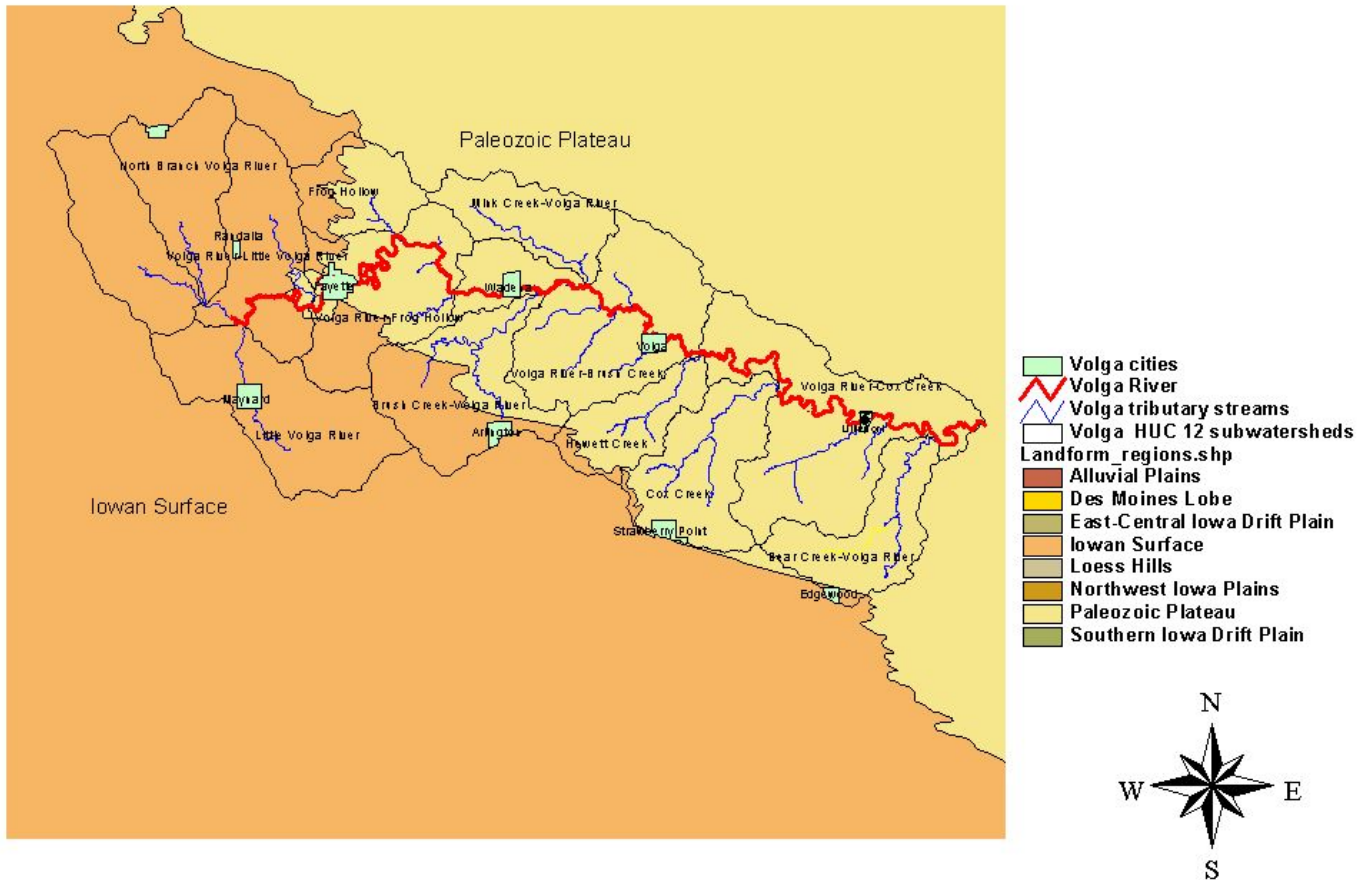 Paleozoic Plateau
North Branch Volga River
Frog Hollow
Mink Creek-Volga River
Randalia
Volga River-Little Volga River
Fayette
Wadena
Volga River-Frog Hollow
Volga
Volga River-Brush Creek
Volga River-Cox Creek
Maynard
Brush Creek-Volga River
Littleport
Little Volga River
Arlington
Hewett Creek
Cox Creek
Iowan Surface
Strawberry Point
Bear Creek-Volga River
Edgewood
Volga cities
Volga River
Volga tributary streams
Volga HUC 12 subwatersheds
Landform_regions.shp
Alluvial Plains
Des Moines Lobe
East-Central Iowa Drift Plain
Iowan Surface
Loess Hills
Northwest Iowa Plains
Paleozoic Plateau
Southern Iowa Drift Plain
N
W E
S